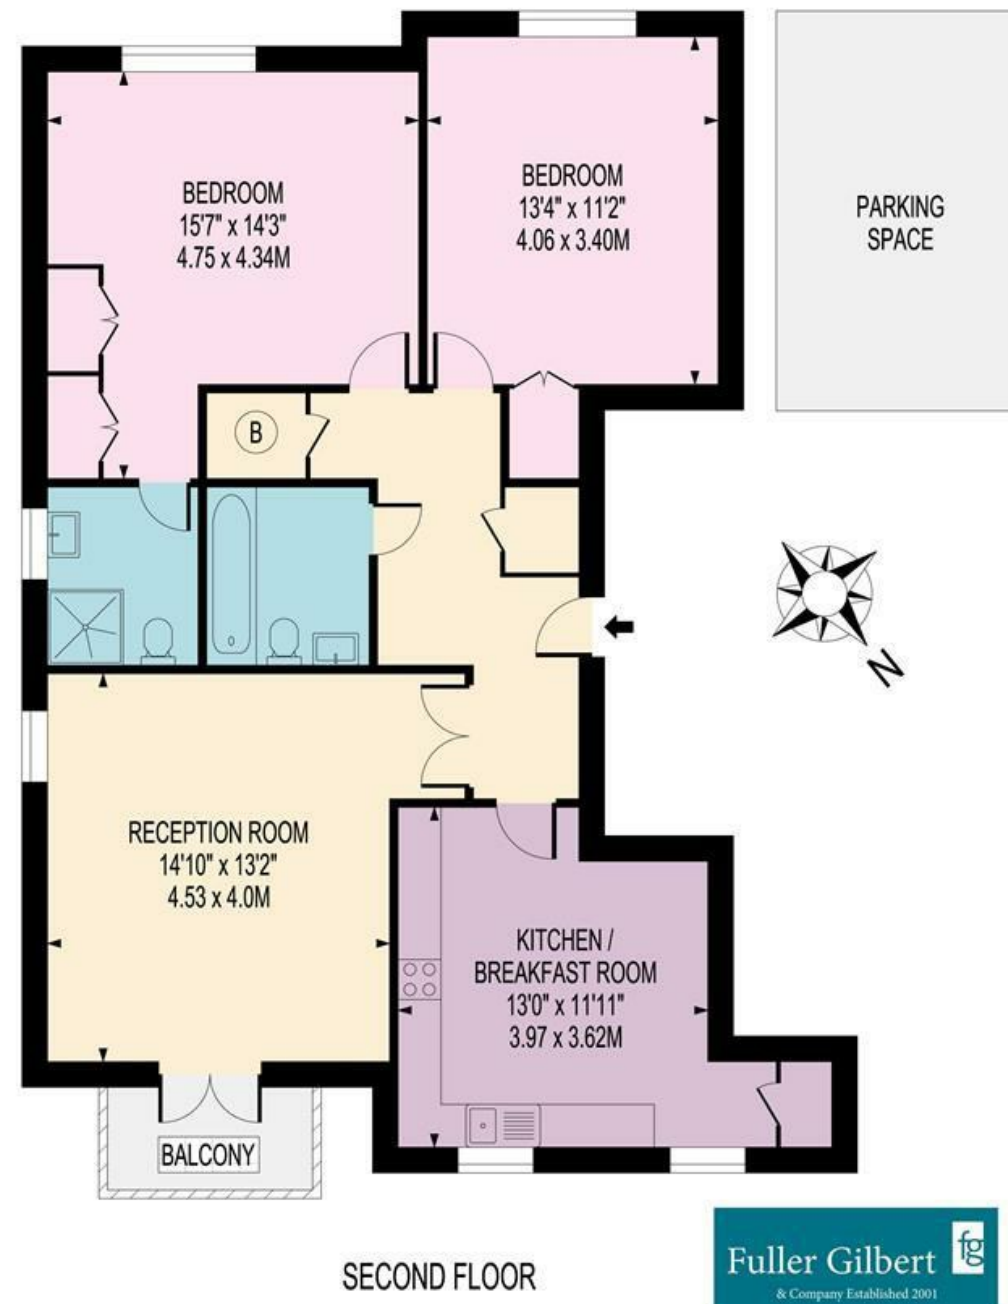 BEDROOM
15'7" x 14'3"
4.75 x 4.34M
BEDROOM
13'4" x 11'2"
4.06 x 3.40M
PARKING
SPACE
B
N
RECEPTION ROOM
14'10" x 13'2"
4.53 x 4.0M
KITCHEN /
BREAKFAST ROOM
13'0" x 11'11"
3.97 x 3.62M
BALCONY
SECOND FLOOR
Fuller Gilbert fg
& Company Established 2001